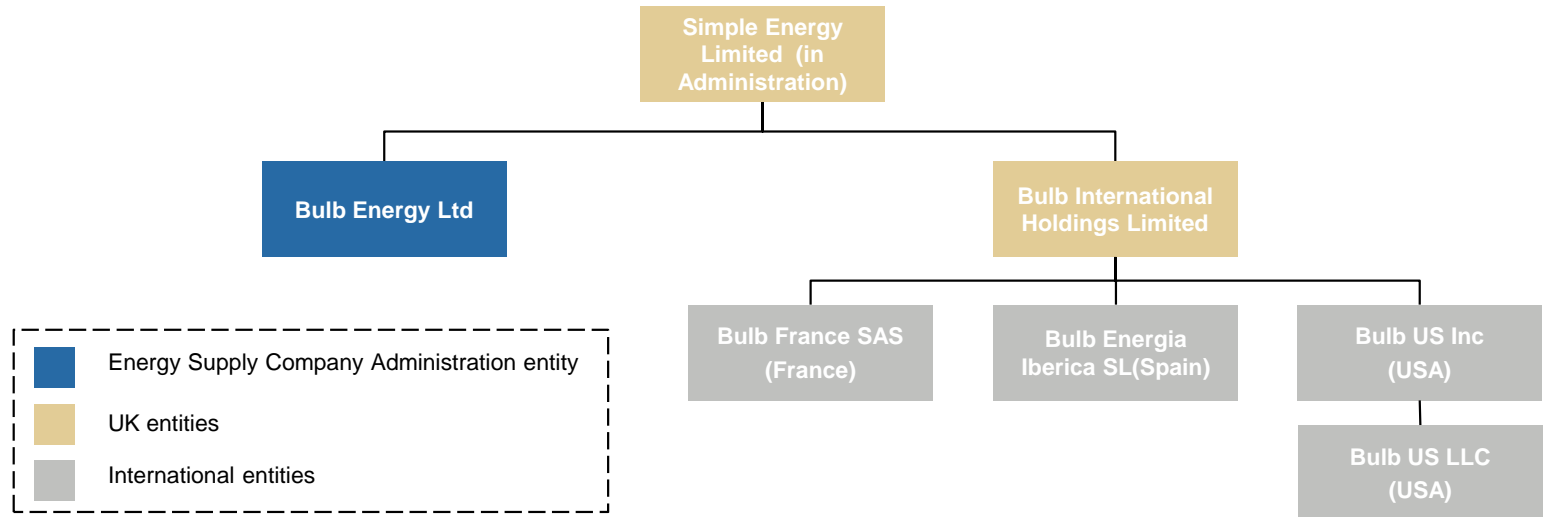 Simple Energy
Limited (in
Administration)
Bulb Energy Ltd
Bulb International
Holdings Limited
Bulb France SAS
(France)
Bulb Energia
Iberica SL(Spain)
Bulb US Inc
(USA)
Bulb US LLC
(USA)
Energy Supply Company Administration entity
UK entities
International entities